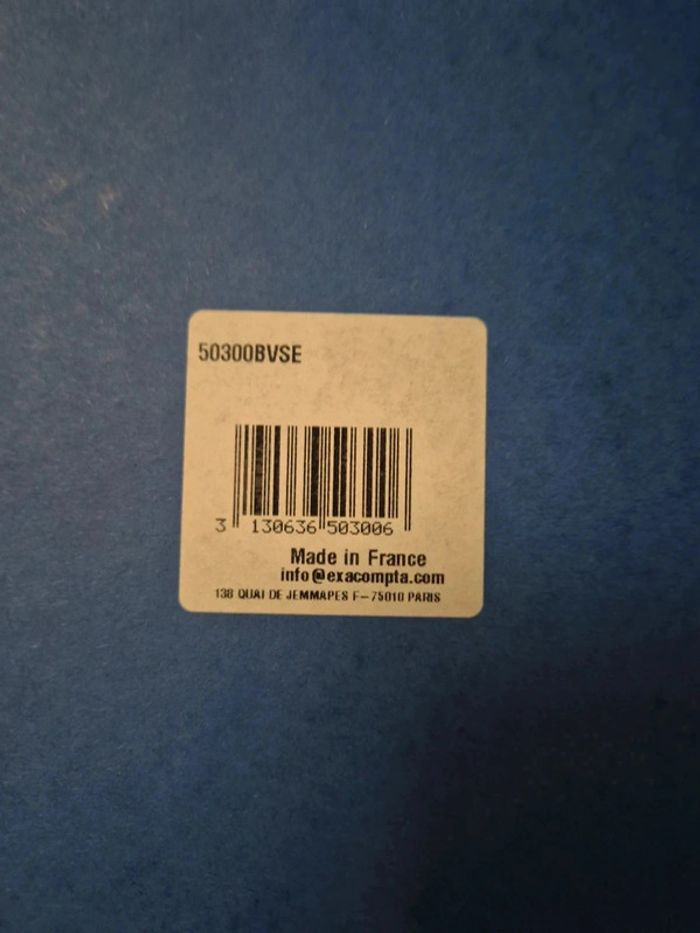 50300BVSE
3 130636 503006
Made in France
info@exacompta.com
138 QUAI DE JEMMAPES F-75010 PARIS